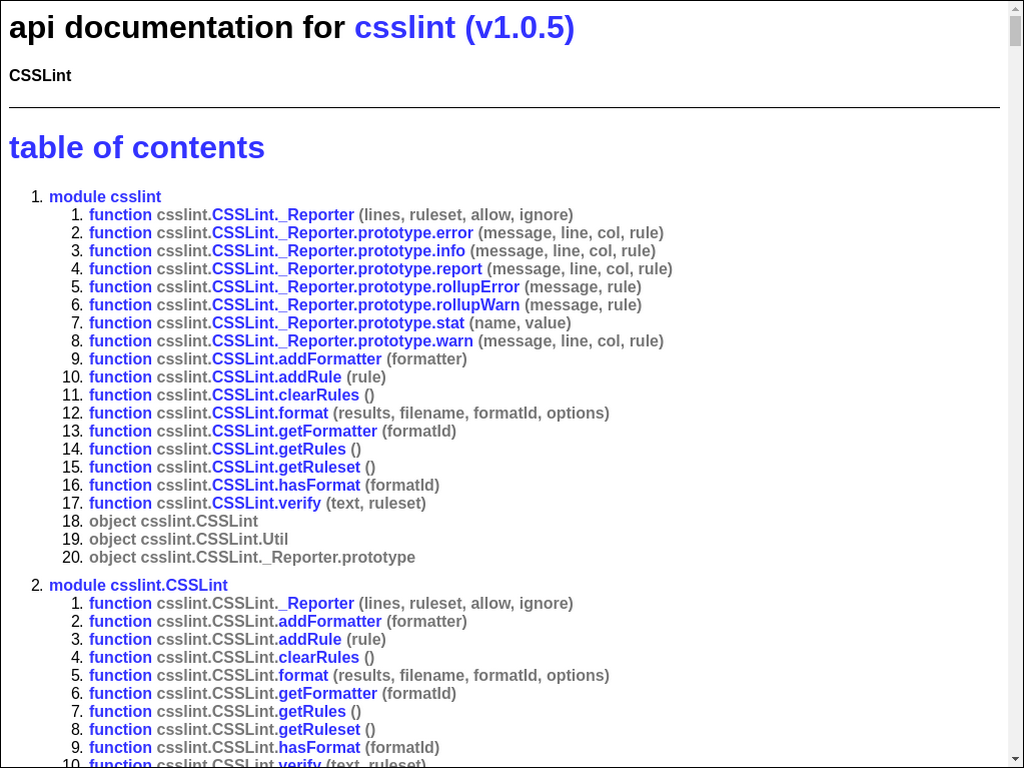 api documentation for csslint (v1.0.5)
CSSLint
table of contents
1. module csslint
1. function csslint.CSSLint._Reporter (lines, ruleset, allow, ignore)
2. function csslint.CSSLint._Reporter.prototype.error (message, line, col, rule)
3. function csslint.CSSLint._Reporter.prototype.info (message, line, col, rule)
4. function csslint.CSSLint._Reporter.prototype.report (message, line, col, rule)
5. function csslint.CSSLint._Reporter.prototype.rollupError (message, rule)
6. function csslint.CSSLint._Reporter.prototype.rollupWarn (message, rule)
7. function csslint.CSSLint._Reporter.prototype.stat (name, value)
8. function csslint.CSSLint._Reporter.prototype.warn (message, line, col, rule)
9. function csslint.CSSLint.addFormatter (formatter)
10. function csslint.CSSLint.addRule (rule)
11. function csslint.CSSLint.clearRules ()
12. function csslint.CSSLint.format (results, filename, formatId, options)
13. function csslint.CSSLint.getFormatter (formatId)
14. function csslint.CSSLint.getRules ()
15. function csslint.CSSLint.getRuleset ()
16. function csslint.CSSLint.hasFormat (formatId)
17. function csslint.CSSLint.verify (text, ruleset)
18. object csslint.CSSLint
19. object csslint.CSSLint.Util
20. object csslint.CSSLint._Reporter.prototype
2. module csslint.CSSLint
1. function csslint.CSSLint._Reporter (lines, ruleset, allow, ignore)
2. function csslint.CSSLint.addFormatter (formatter)
3. function csslint.CSSLint.addRule (rule)
4. function csslint.CSSLint.clearRules ()
5. function csslint.CSSLint.format (results, filename, formatId, options)
6. function csslint.CSSLint.getFormatter (formatId)
7. function csslint.CSSLint.getRules ()
8. function csslint.CSSLint.getRuleset ()
9. function csslint.CSSLint.hasFormat (formatId)
10. function csslint.CSSLint.verify (text, ruleset)